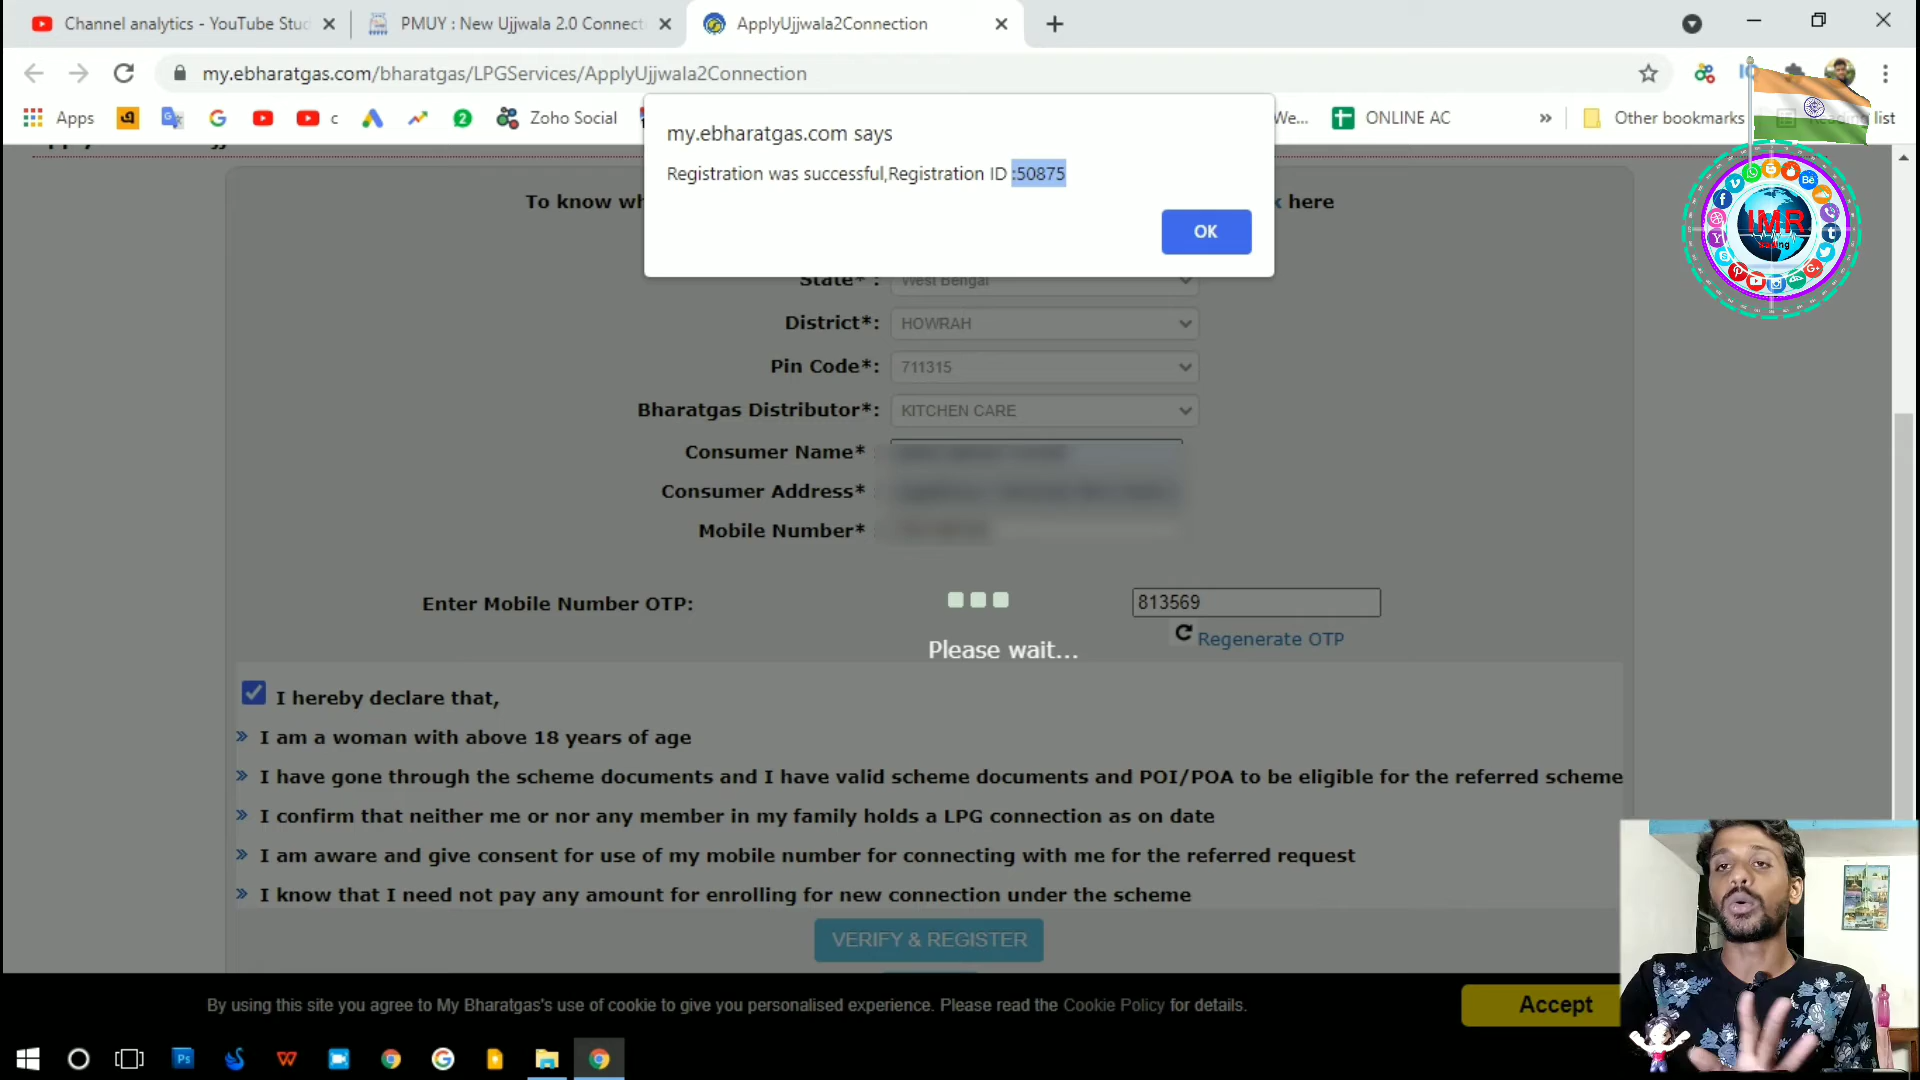 Channel analytics - YouTube Stud
PMUY : New Ujjwala 2.0 Connect
ApplyUjjwala2Connection
my.ebharatgas.com/bharatgas/LPGServices/ApplyUjjwala2Connection
Apps
c
2
Zoho Social
We...
ONLINE AC
»
Other bookmarks
Reading list
my.ebharatgas.com says
Registration was successful,Registration ID :50875
OK
IMR
To know wh
here
State* :
West Bengal
District*:
HOWRAH
Pin Code*:
711315
Bharatgas Distributor*:
KITCHEN CARE
Consumer Name* :
Consumer Address* :
Mobile Number* :
Enter Mobile Number OTP:
813569
Regenerate OTP
Please wait...
I hereby declare that,
» I am a woman with above 18 years of age
» I have gone through the scheme documents and I have valid scheme documents and POI/POA to be eligible for the referred scheme
» I confirm that neither me or nor any member in my family holds a LPG connection as on date
» I am aware and give consent for use of my mobile number for connecting with me for the referred request
» I know that I need not pay any amount for enrolling for new connection under the scheme
VERIFY & REGISTER
By using this site you agree to My Bharatgas's use of cookie to give you personalised experience. Please read the Cookie Policy for details.
Accept
Ps